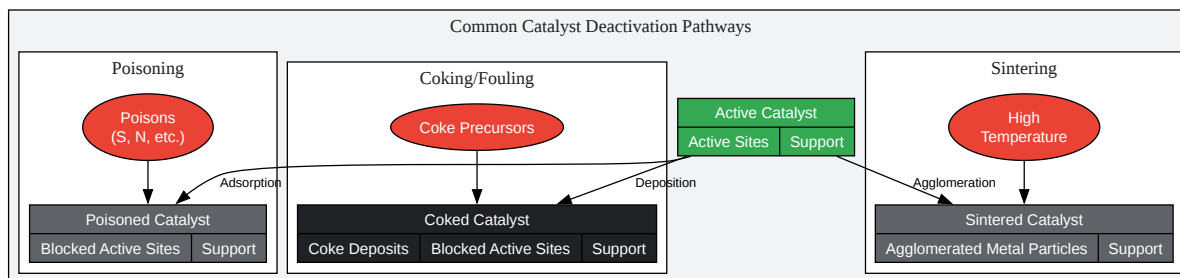 Common Catalyst Deactivation Pathways
Poisoning
Coking/Fouling
Sintering
Poisons
(S, N, etc.)
Coke Precursors
Active Catalyst
Active Sites
Support
High
Temperature
Adsorption
Deposition
Agglomeration
Poisoned Catalyst
Blocked Active Sites
Support
Coked Catalyst
Coke Deposits
Blocked Active Sites
Support
Sintered Catalyst
Agglomerated Metal Particles
Support